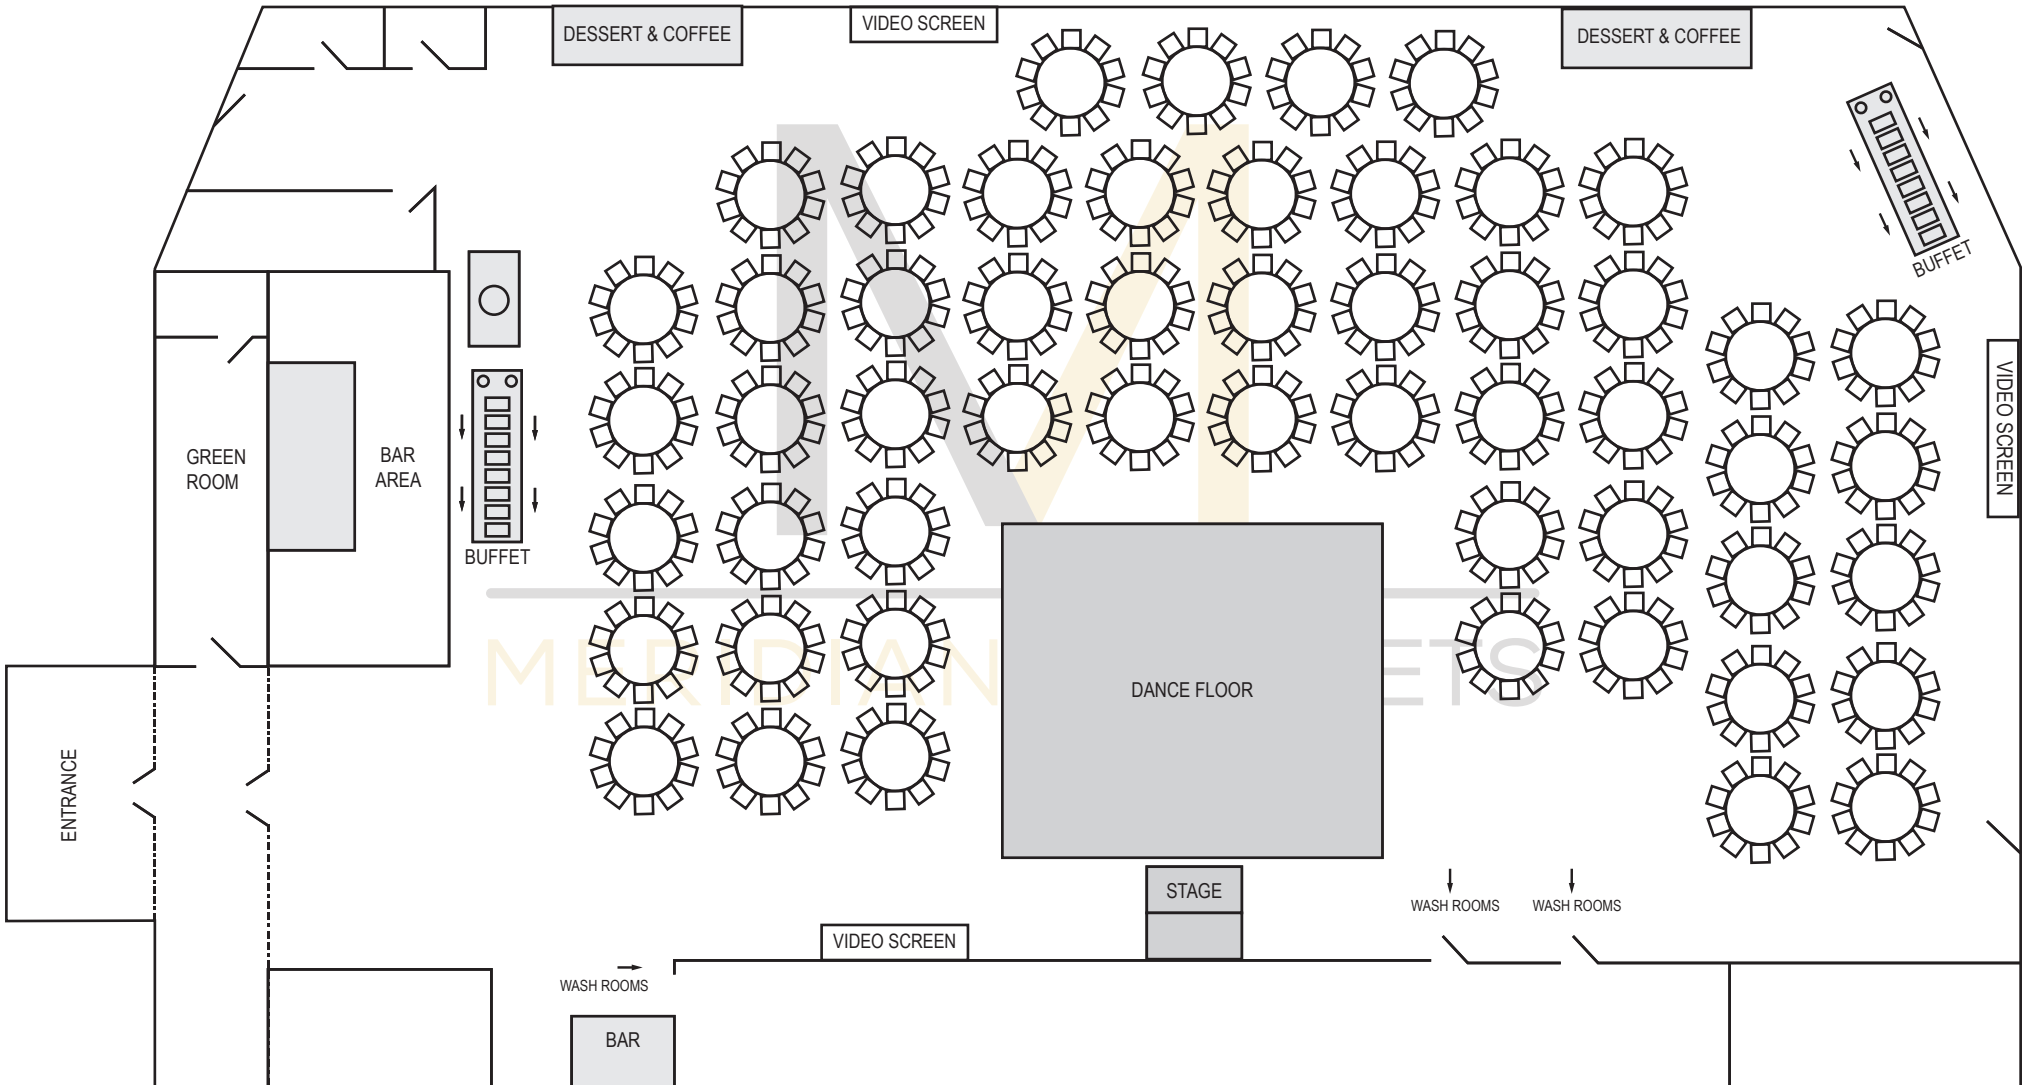 DESSERT & COFFEE
VIDEO SCREEN
DESSERT & COFFEE
BUFFET
VIDEO SCREEN
GREEN
ROOM
BAR
AREA
BUFFET
MERIDIAN
ETS
DANCE FLOOR
ENTRANCE
STAGE
WASH ROOMS
WASH ROOMS
VIDEO SCREEN
WASH ROOMS
BAR